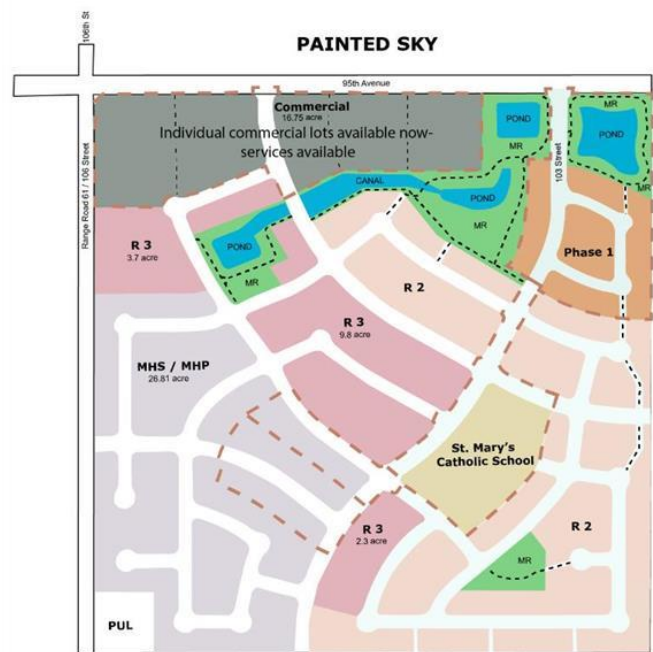 106th St
PAINTED SKY
95th Avenue
Commercial
16.75 acre
Individual commercial lots available now-
services available
MR
POND
POND
MR
CANAL
103 Street
POND
MR
MR
Range Road 61 / 106 Street
R 3
3.7 acre
POND
MR
Phase 1
R 2
R 3
9.8 acre
MHS / MHP
26.81 acre
St. Mary's
Catholic School
R 3
2.3 acre
R 2
MR
PUL